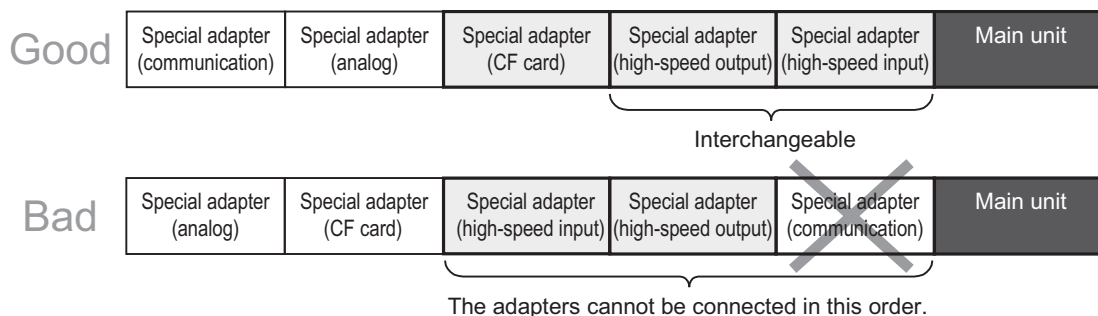 Good
Special adapter
(communication)
Special adapter
(analog)
Special adapter
(CF card)
Special adapter
(high-speed output)
Special adapter
(high-speed input)
Main unit
Interchangeable
Bad
Special adapter
(analog)
Special adapter
(CF card)
Special adapter
(high-speed input)
Special adapter
(high-speed output)
Special adapter
(communication)
Main unit
The adapters cannot be connected in this order.